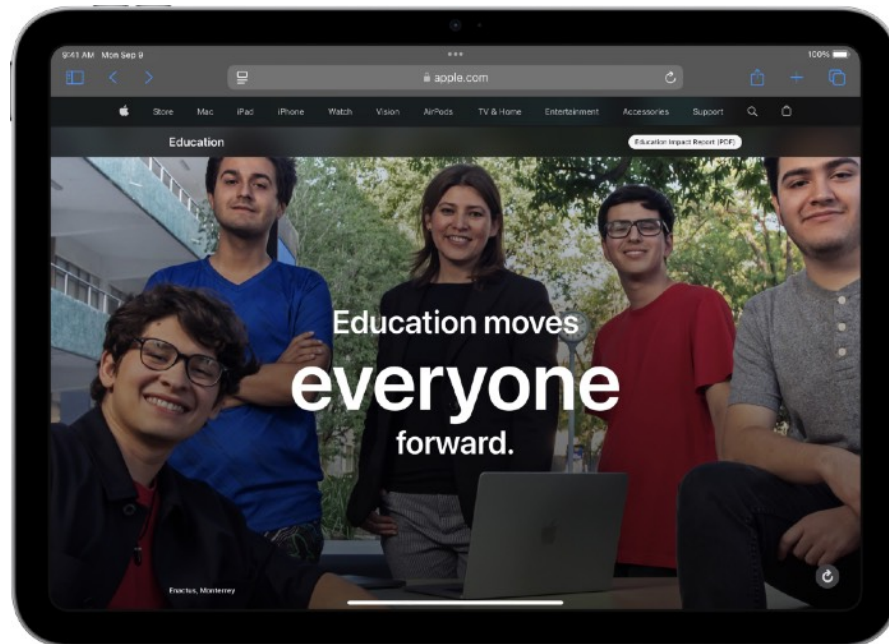 9:41 AM Mon Sep 9
100%
apple.com
Store Mac iPad iPhone Watch Vision AirPods TV & Home Entertainment Accessories Support
Education
Education Impact Report (PDF)
Education moves
everyone
forward.
Enactus, Monterrey